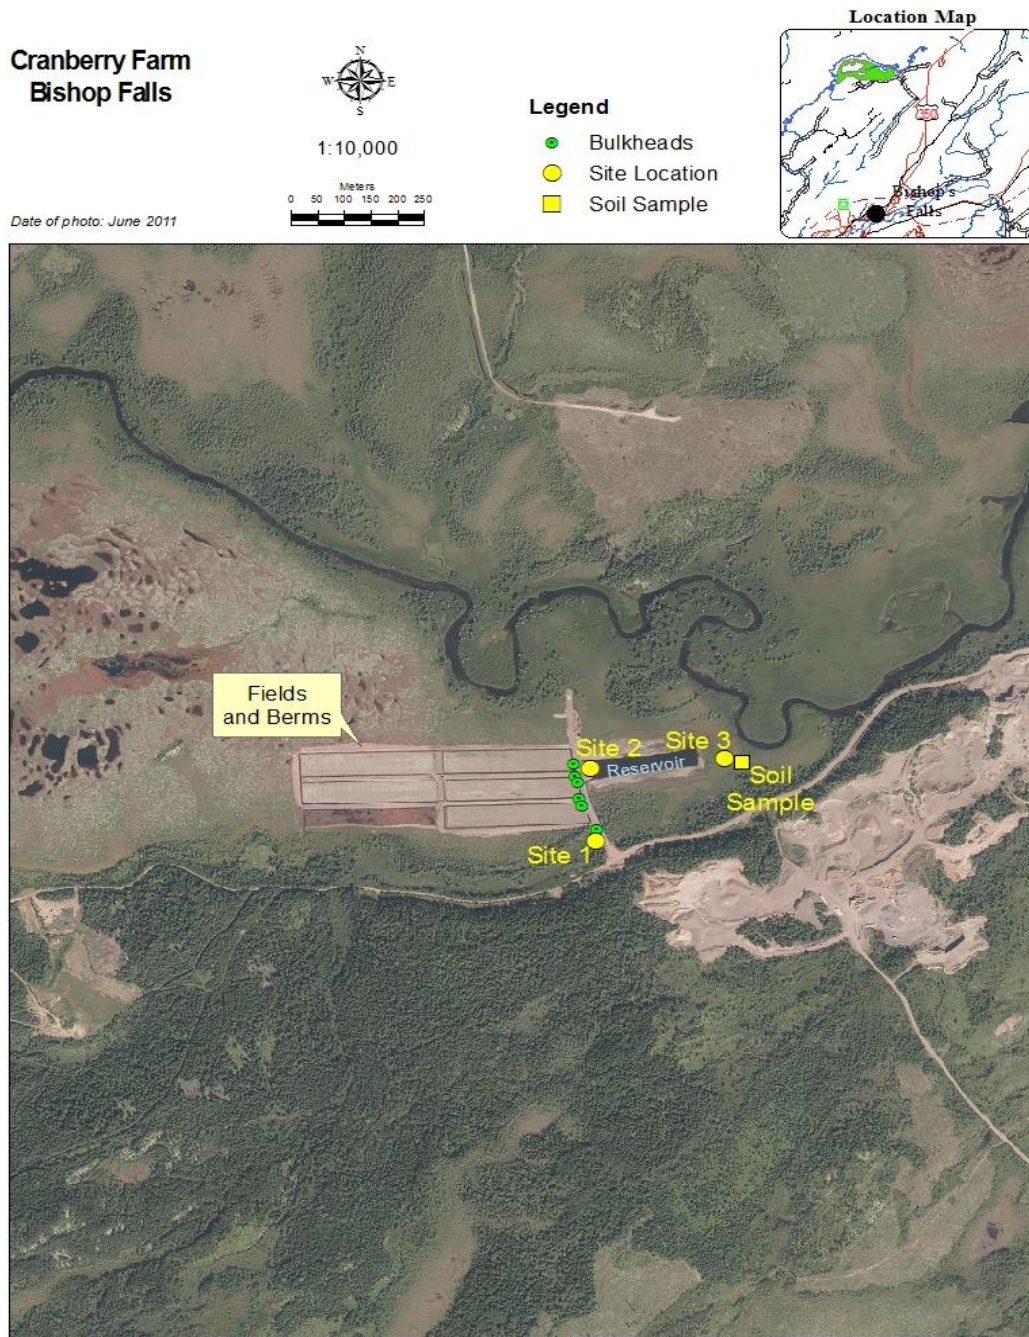 Cranberry Farm
Bishop Falls
N
W E
S
1:10,000
Meters
0 50 100 150 200 250
Date of photo: June 2011
Legend
Bulkheads
Site Location
Soil Sample
Location Map
350
Bishop's
Falls
Fields
and Berms
Site 2
Reservoir
Site 3
Soil
Sample
Site 1